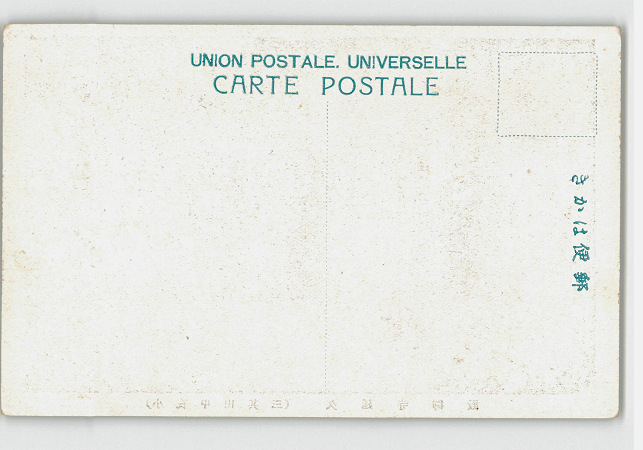 UNION POSTALE. UNIVERSELLE
CARTE POSTALE
きかは便郵